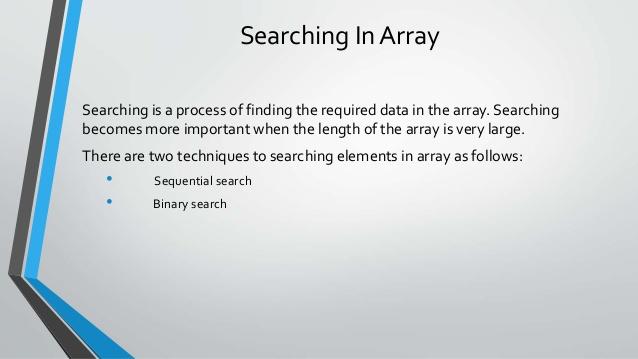 Searching In Array
Searching is a process of finding the required data in the array. Searching
becomes more important when the length of the array is very large.
There are two techniques to searching elements in array as follows:
• Sequential search
• Binary search